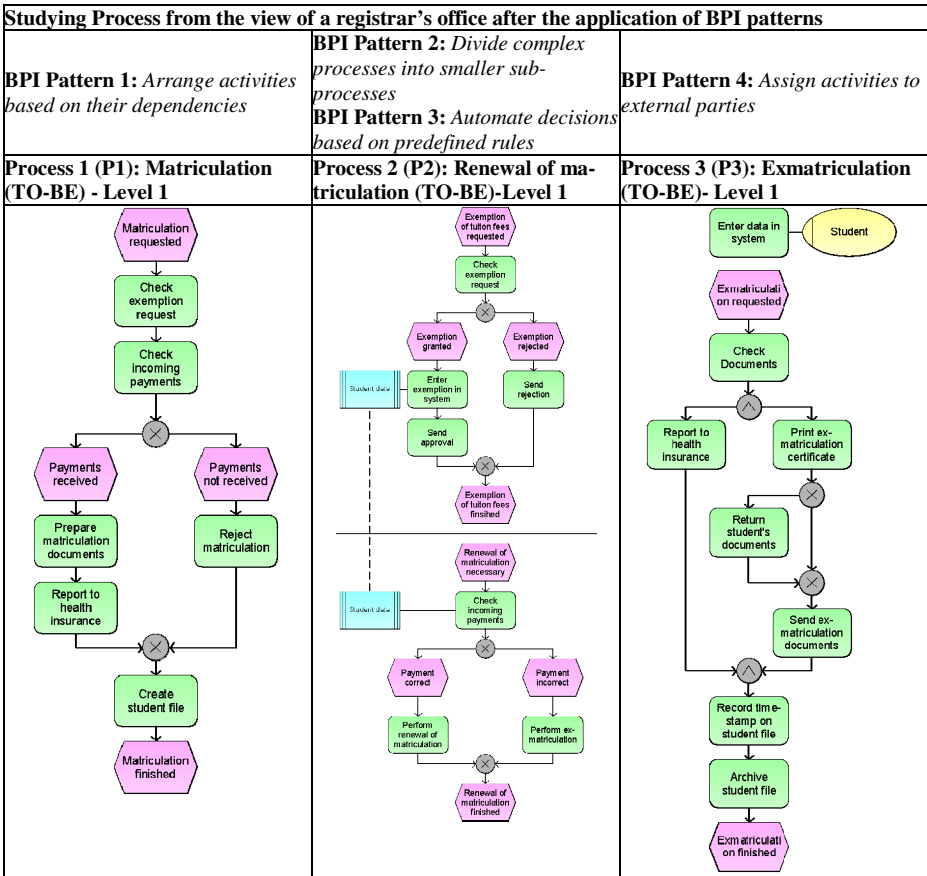 Studying Process from the view of a registrar's office after the application of BPI patterns
BPI Pattern 1: Arrange activities
based on their dependencies
BPI Pattern 2: Divide complex
processes into smaller sub-
processes
BPI Pattern 3: Automate decisions
based on predefined rules
BPI Pattern 4: Assign activities to
external parties
Process 1 (P1): Matriculation
(TO-BE) - Level 1
Process 2 (P2): Renewal of ma-
triculation (TO-BE)-Level 1
Process 3 (P3): Exmatriculation
(TO-BE)- Level 1
Matriculation
requested
Check
exemption
request
Check
incoming
payments
Payments
received
Payments
not received
Prepare
matriculation
documents
Reject
matriculation
Report to
health
insurance
Create
student file
Matriculation
finished
Exemption
of tuiton fees
requested
Check
exemption
request
Exemption
granted
Exemption
rejected
Student data
Enter
exemption in
system
Send
rejection
Send
approval
Exemption
of tuiton fees
finsihed
Renewal of
matriculation
necessary
Student data
Check
incoming
payments
Payment
correct
Payment
incorrect
Perform
renewal of
matriculation
Perform ex-
matriculation
Renewal of
matriculation
finished
Enter data in
system
Student
Exmatriculati
on requested
Check
Documents
Report to
health
insurance
Print ex-
matriculation
certificate
Return
student's
documents
Send ex-
matriculation
documents
Record time-
stamp on
student file
Archive
student file
Exmatriculati
on finished